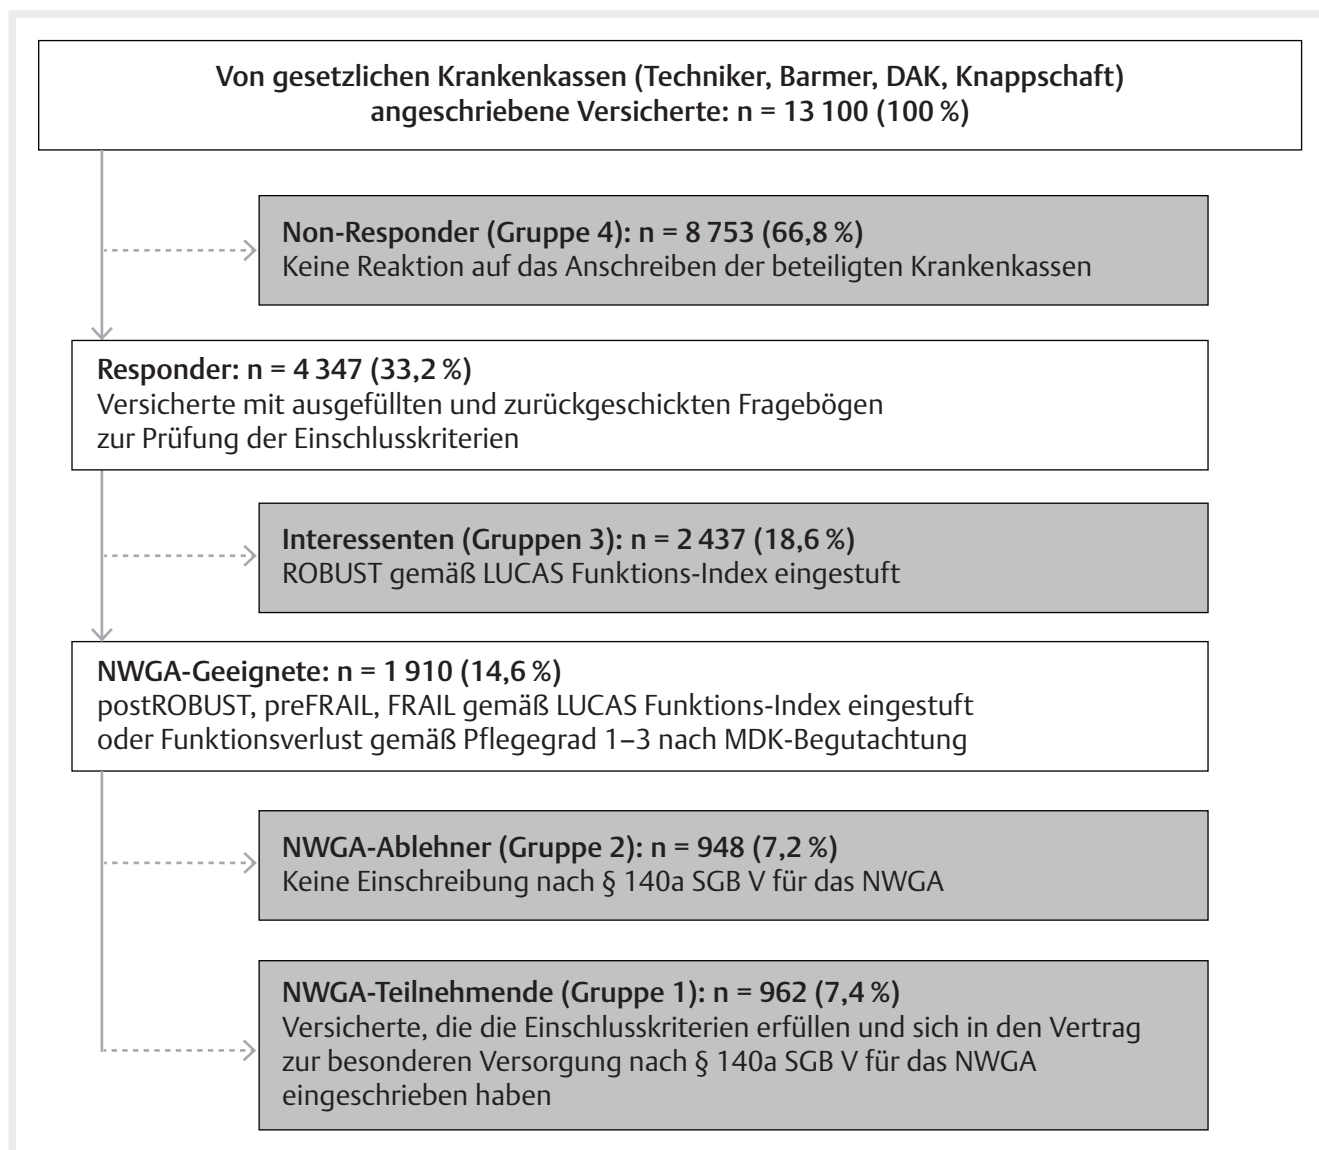 Von gesetzlichen Krankenkassen (Techniker, Barmer, DAK, Knappschaft)
angeschriebene Versicherte: n = 13 100 (100 %)
Non-Responder (Gruppe 4): n = 8 753 (66,8 %)
Keine Reaktion auf das Anschreiben der beteiligten Krankenkassen
Responder: n = 4 347 (33,2 %)
Versicherte mit ausgefüllten und zurückgeschickten Fragebögen
zur Prüfung der Einschlusskriterien
Interessenten (Gruppen 3): n = 2 437 (18,6 %)
ROBUST gemäß LUCAS Funktions-Index eingestuft
NWGA-Geeignete: n = 1 910 (14,6 %)
postROBUST, preFRAIL, FRAIL gemäß LUCAS Funktions-Index eingestuft
oder Funktionsverlust gemäß Pflegegrad 1–3 nach MDK-Begutachtung
NWGA-Ablehner (Gruppe 2): n = 948 (7,2 %)
Keine Einschreibung nach § 140a SGB V für das NWGA
NWGA-Teilnehmende (Gruppe 1): n = 962 (7,4 %)
Versicherte, die die Einschlusskriterien erfüllen und sich in den Vertrag
zur besonderen Versorgung nach § 140a SGB V für das NWGA
eingeschrieben haben